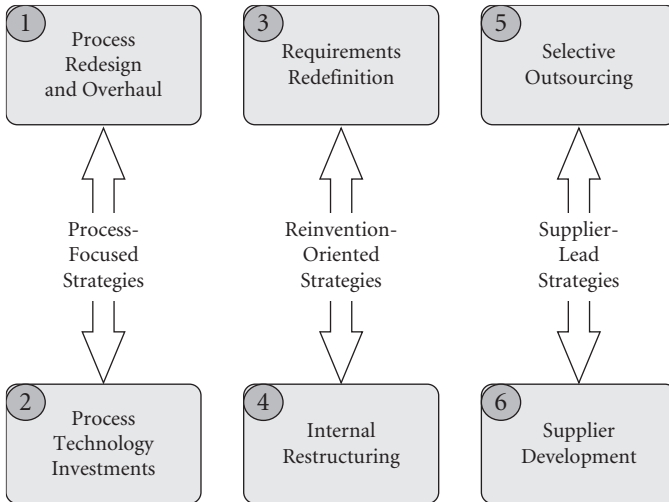 1
Process
Redesign
and Overhaul
3
Requirements
Redefinition
5
Selective
Outsourcing
Process-
Focused
Strategies
Reinvention-
Oriented
Strategies
Supplier-
Lead
Strategies
2
Process
Technology
Investments
4
Internal
Restructuring
6
Supplier
Development